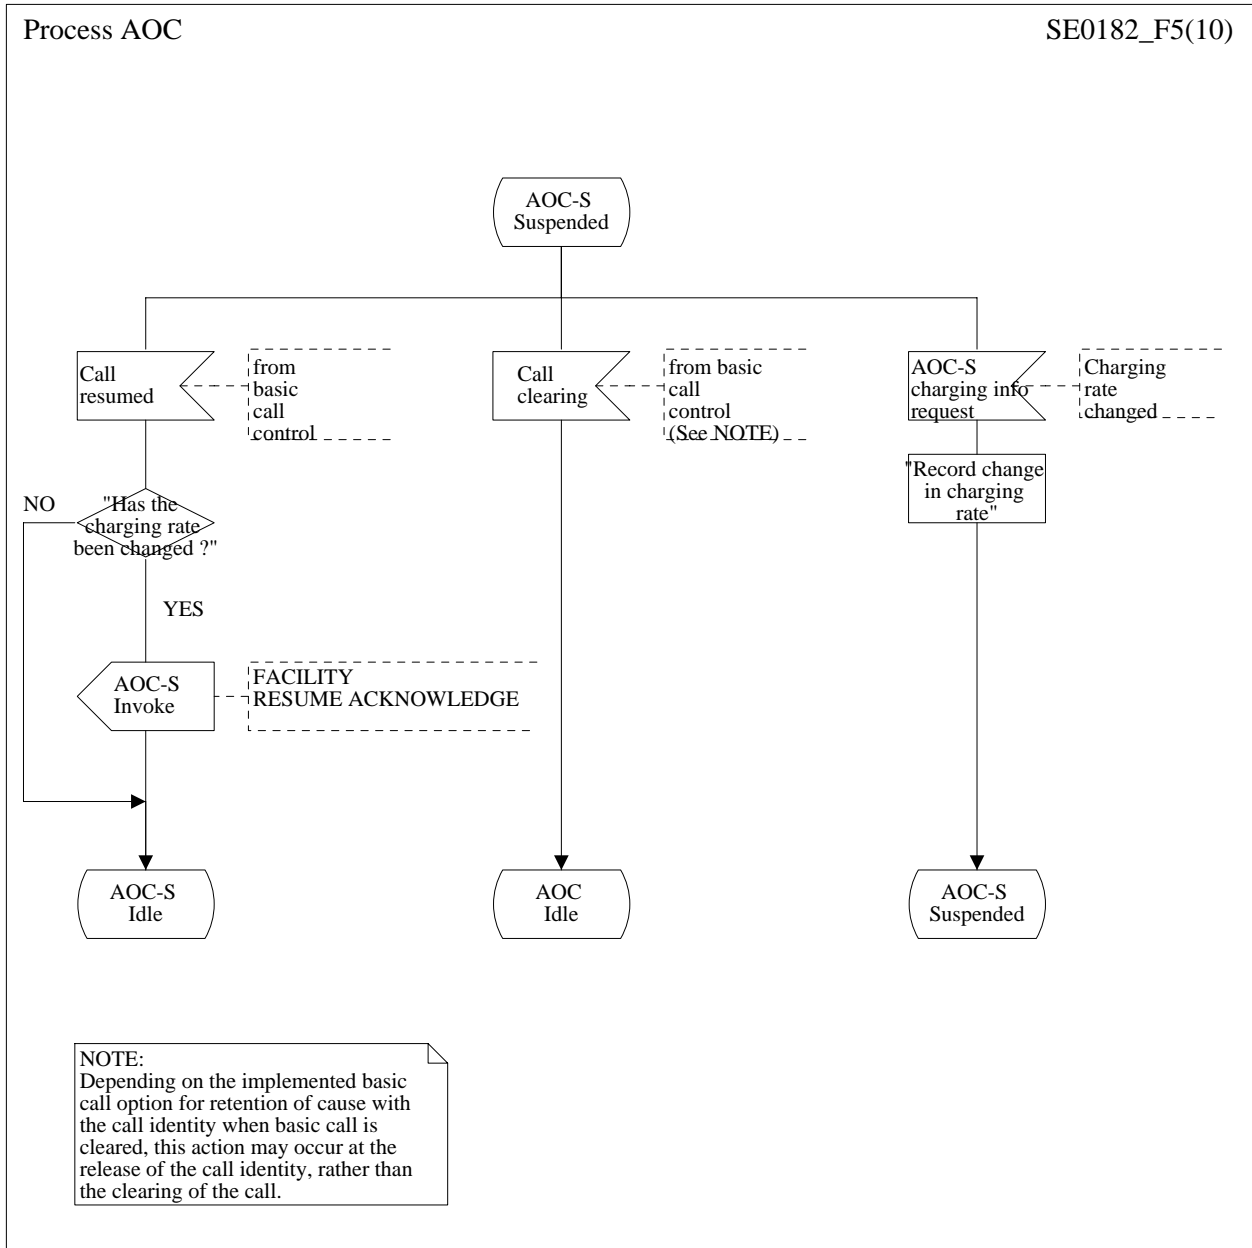 Process AOC
SE0182_F5(10)
AOC-S
Suspended
Call
resumed
from
basic
call
control
Call
clearing
from basic
call
control
(See NOTE)
AOC-S
charging info
request
Charging
rate
changed
"Record change
in charging
rate"
NO
"Has the
charging rate
been changed ?"
YES
AOC-S
Invoke
FACILITY
RESUME ACKNOWLEDGE
AOC-S
Idle
AOC
Idle
AOC-S
Suspended
NOTE:
Depending on the implemented basic
call option for retention of cause with
the call identity when basic call is
cleared, this action may occur at the
release of the call identity, rather than
the clearing of the call.